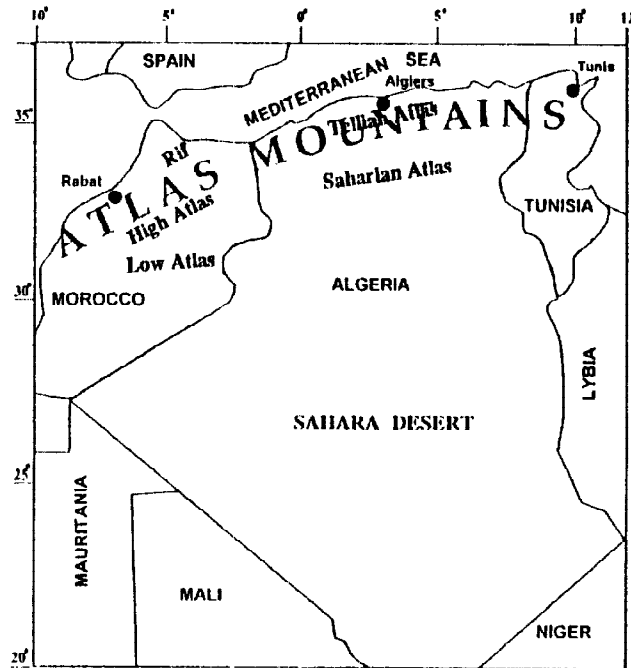 10° 5° 0° 5° 10° 12
SPAIN
MEDITERRANEAN SEA
Tunis
Algiers
35°
Tellian Atlas
ATLAS MOUNTAINS
Rif
Saharian Atlas
Rabat
High Atlas
TUNISIA
Low Atlas
30°
MOROCCO
ALGERIA
LYBIA
SAHARA DESERT
25°
MAURITANIA
MALI
NIGER
20°